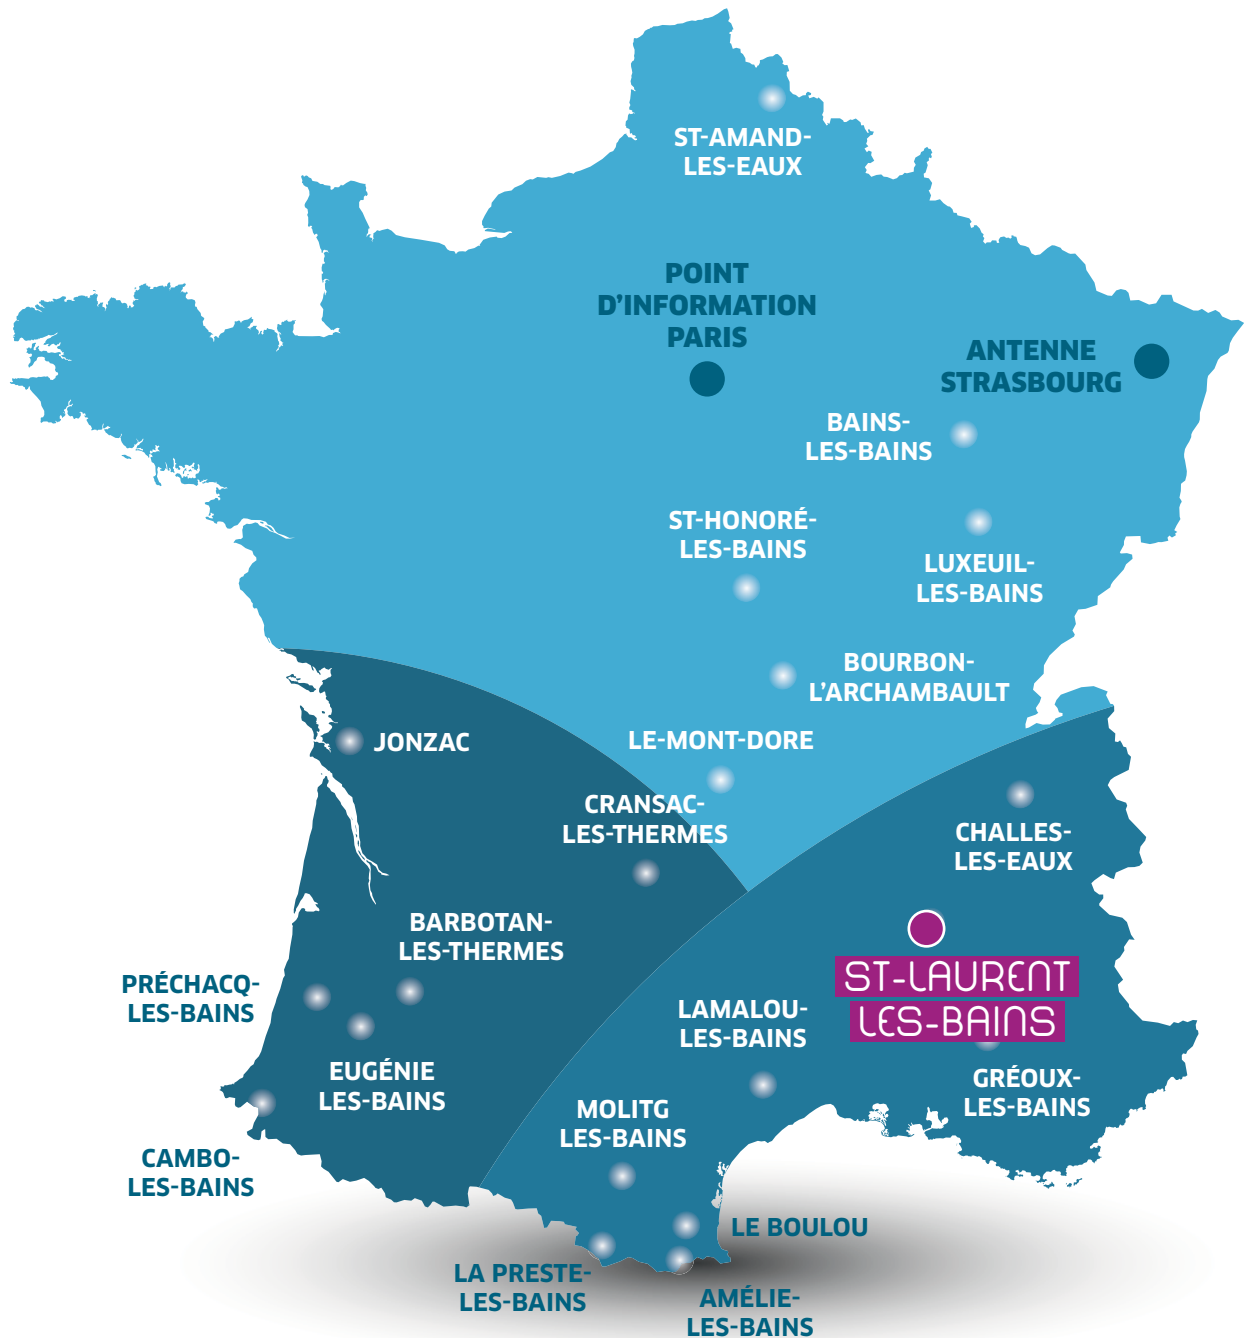 ST-AMAND-
LES-EAUX
POINT
D'INFORMATION
PARIS
ANTENNE
STRASBOURG
BAINS-
LES-BAINS
ST-HONORÉ-
LES-BAINS
LUXEUIL-
LES-BAINS
BOURBON-
L'ARCHAMBAULT
JONZAC
LE-MONT-DORE
CRANSAC-
LES-THERMES
CHALLES-
LES-EAUX
BARBOTAN-
LES-THERMES
PRÉCHACQ-
LES-BAINS
ST-LAURENT
LES-BAINS
LAMALOU-
LES-BAINS
EUGÉNIE
LES-BAINS
GRÉOUX-
LES-BAINS
MOLITG
LES-BAINS
CAMBO-
LES-BAINS
LE BOULOU
LA PRESTE-
LES-BAINS
AMÉLIE-
LES-BAINS